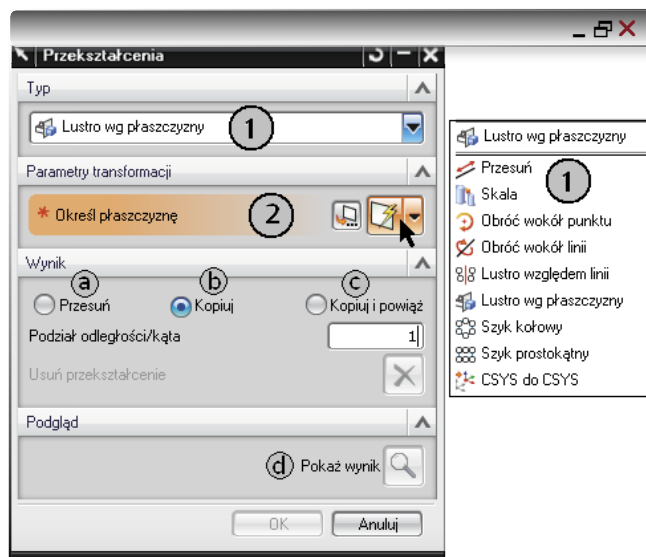 Przekształcenia
Typ
Lustro wg płaszczyzny 1
Parametry transformacji
* Określ płaszczyznę 2
Wynik
a b c
Przesuń Kopiuj Kopiuj i powiąż
Podział odległości/kąta 1
Usuń przekształcenie
Podgląd
d Pokaż wynik
OK Anuluj
Lustro wg płaszczyzny
Przesuń 1
Skala
Obróć wokół punktu
Obróć wokół linii
Lustro względem linii
Lustro wg płaszczyzny
Szyk kołowy
Szyk prostokątny
CSYS do CSYS